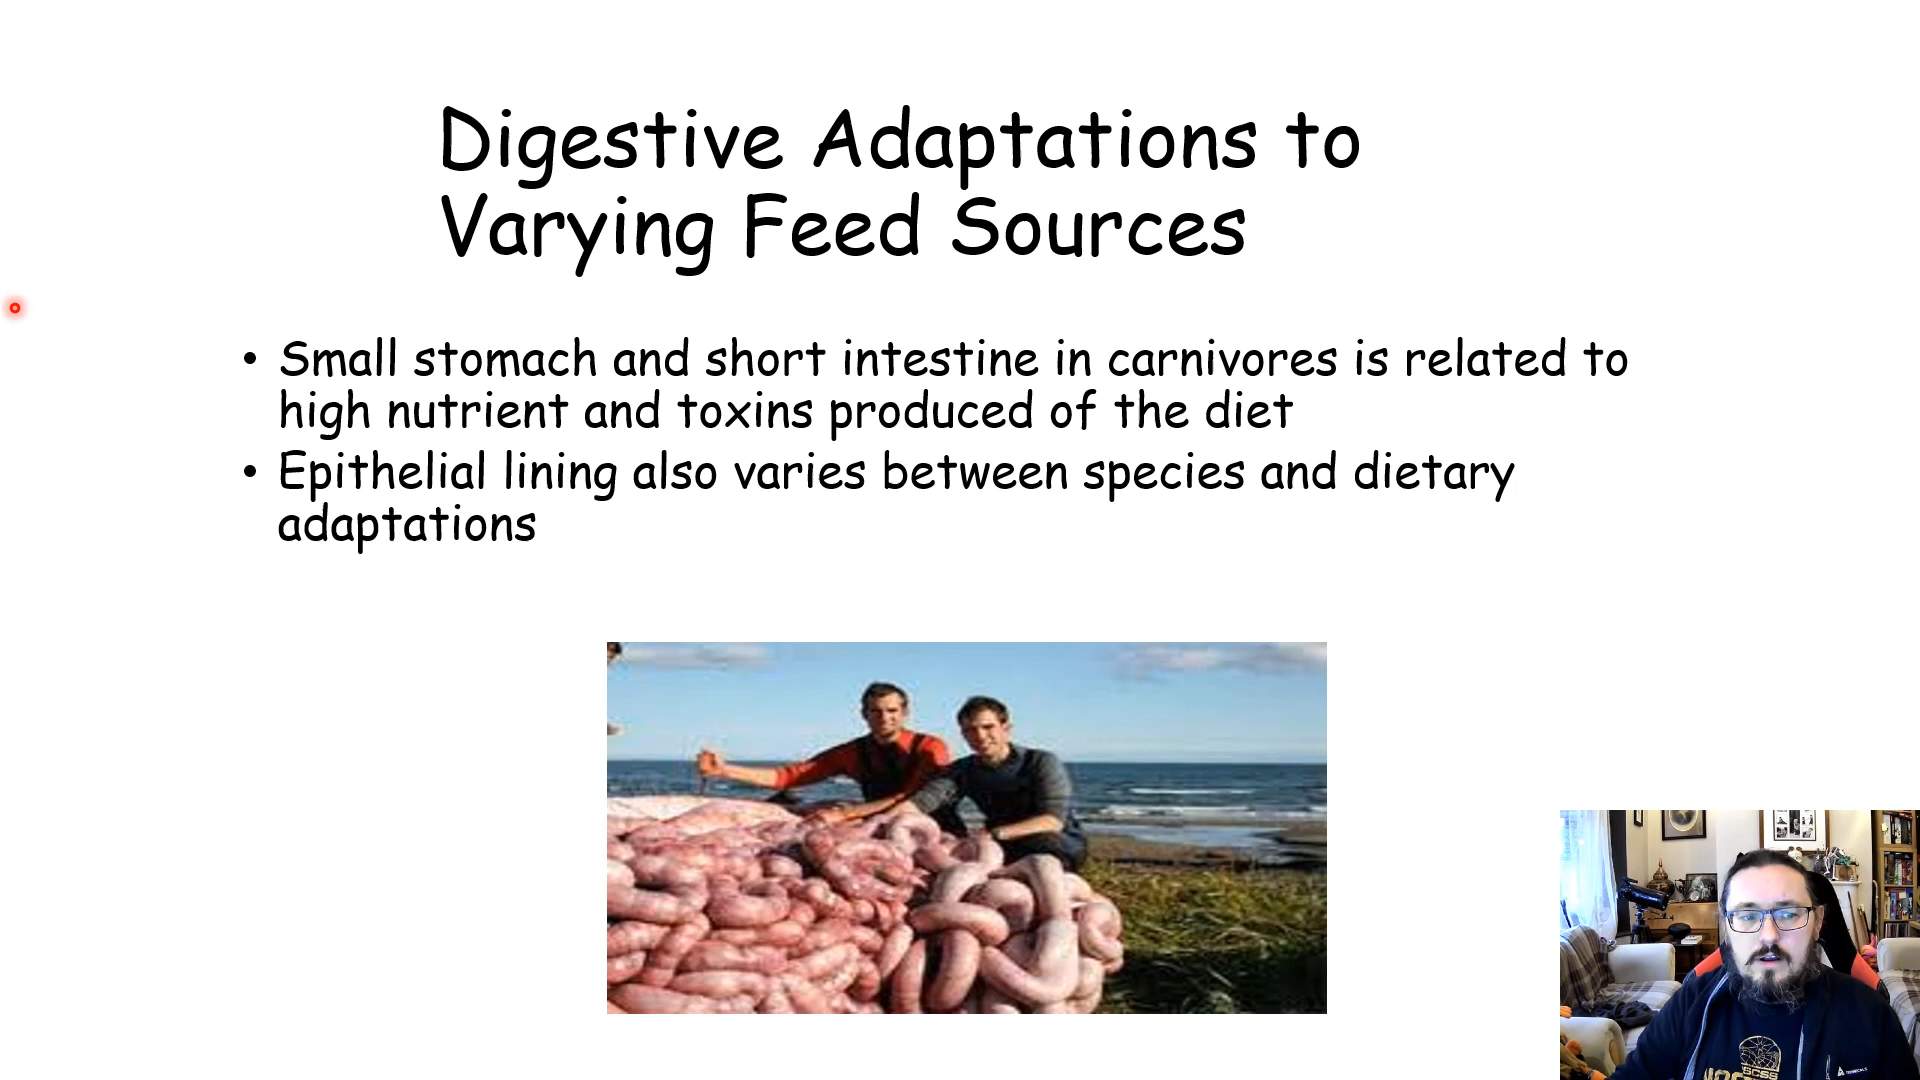 Digestive Adaptations to
Varying Feed Sources
• Small stomach and short intestine in carnivores is related to
high nutrient and toxins produced of the diet
• Epithelial lining also varies between species and dietary
adaptations